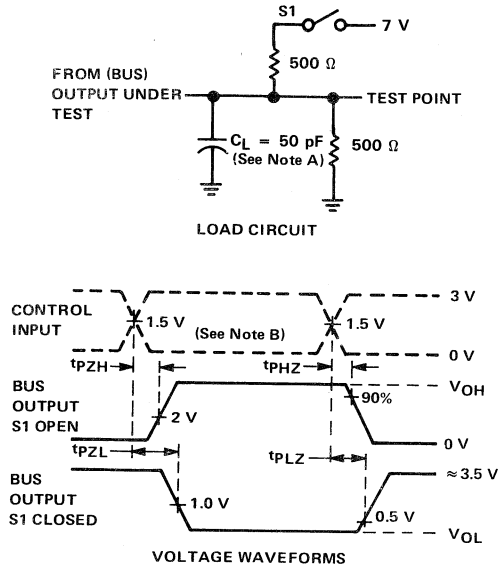 S1
7 V
500 Ω
FROM (BUS)
OUTPUT UNDER
TEST
TEST POINT
CL = 50 pF
(See Note A)
500 Ω
LOAD CIRCUIT
CONTROL
INPUT
1.5 V
(See Note B)
1.5 V
3 V
0 V
tPZH
tPHZ
BUS
OUTPUT
S1 OPEN
2 V
90%
VOH
0 V
tPZL
tPLZ
BUS
OUTPUT
S1 CLOSED
1.0 V
0.5 V
≈3.5 V
VOL
VOLTAGE WAVEFORMS